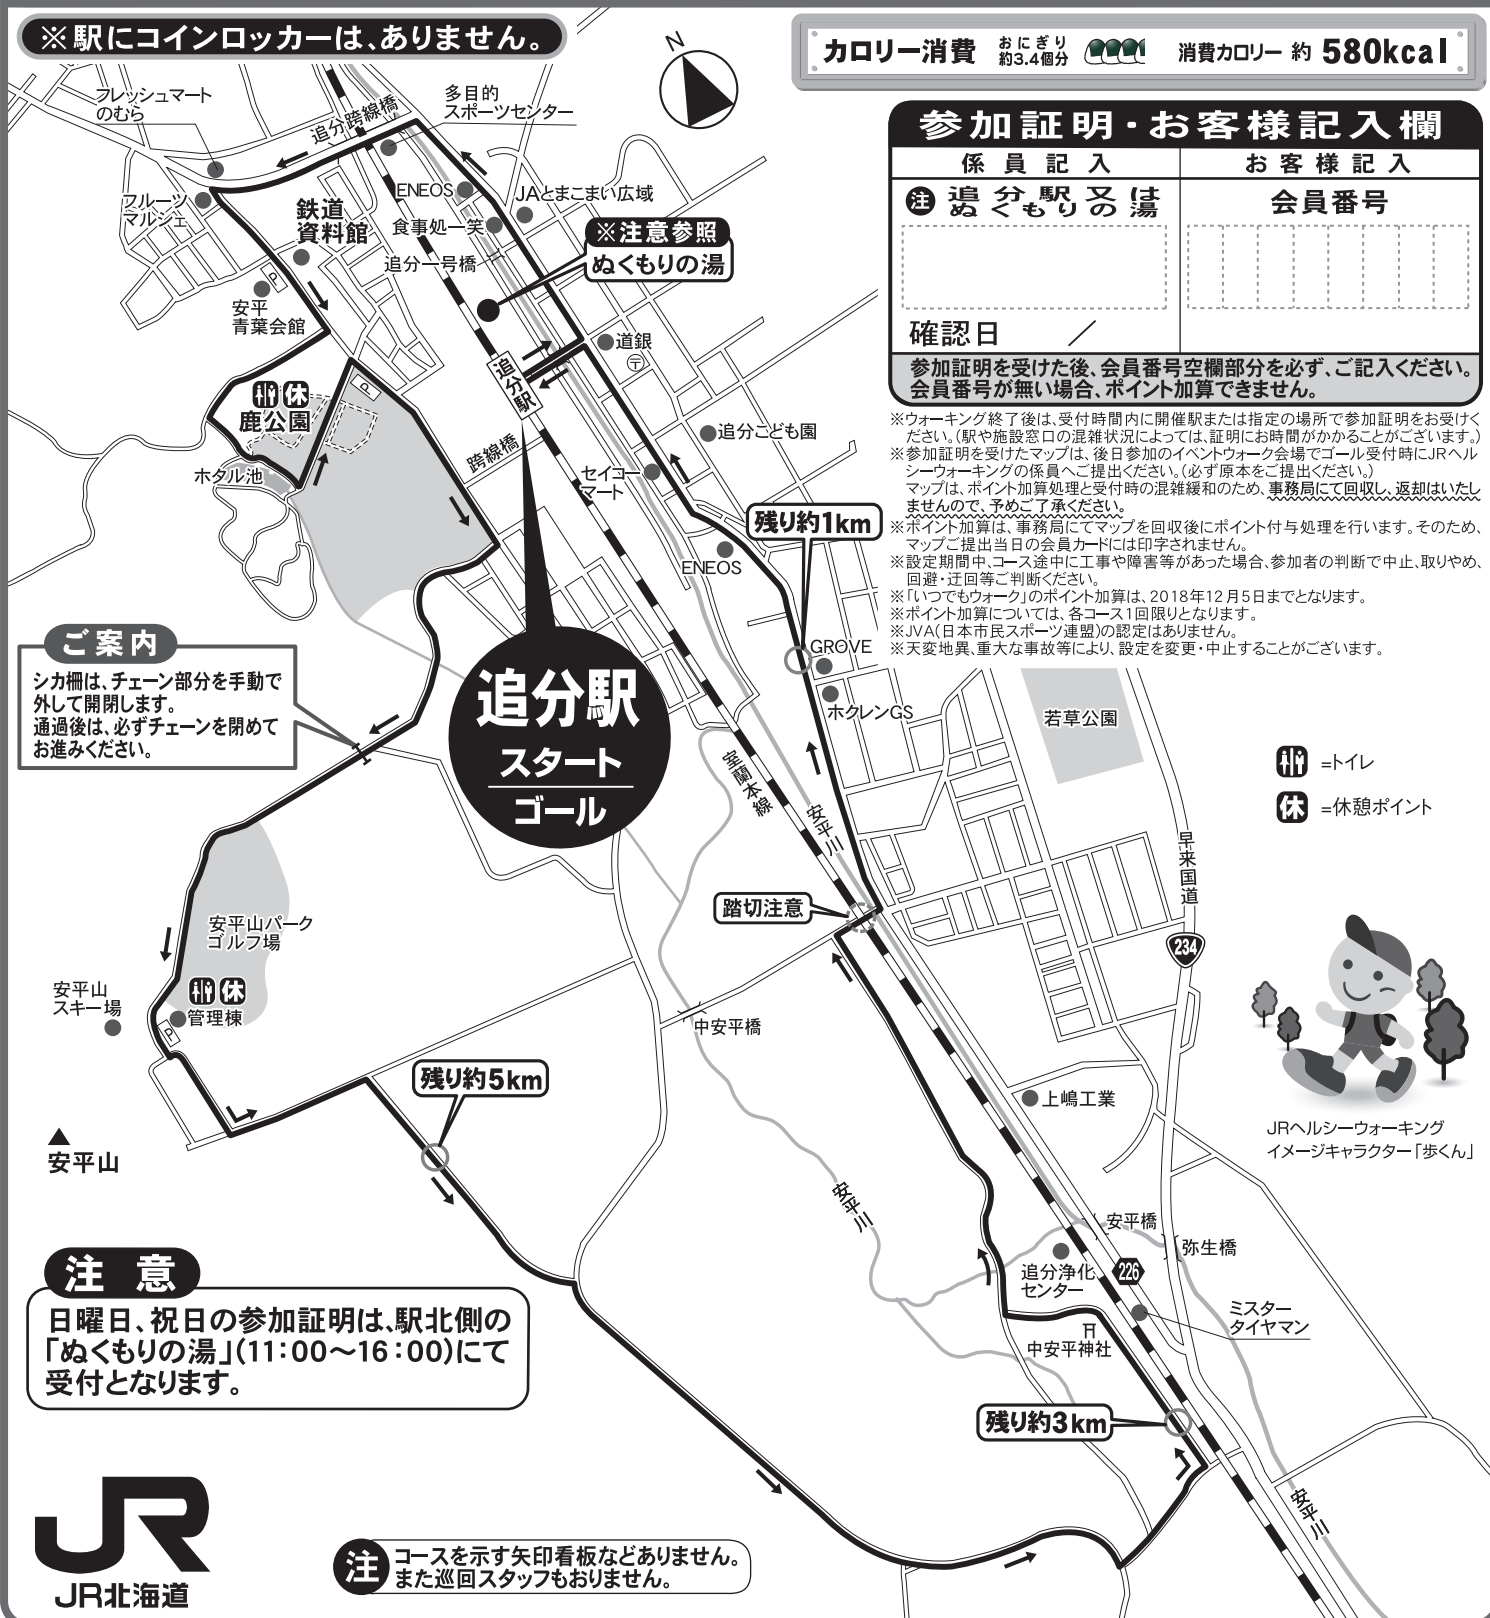 ※駅にコインロッカーは、ありません。
カロリー消費
おにぎり
約3.4個分
消費カロリー 約 580kcal
参加証明・お客様記入欄
係員記入
お客様記入
注
追分駅又は
ぬくもりの湯
会員番号
確認日 ／
参加証明を受けた後、会員番号空欄部分を必ず、ご記入ください。
会員番号が無い場合、ポイント加算できません。
※ウォーキング終了後は、受付時間内に開催駅または指定の場所で参加証明をお受けく
ださい。(駅や施設窓口の混雑状況によっては、証明にお時間がかかることがございます。)
※参加証明を受けたマップは、後日参加のイベントウォーク会場でゴール受付時にJRヘル
シーウォーキングの係員へご提出ください。(必ず原本をご提出ください。)
マップは、ポイント加算処理と受付時の混雑緩和のため、事務局にて回収し、返却はいたし
ませんので、予めご了承ください。
※ポイント加算は、事務局にてマップを回収後にポイント付与処理を行います。そのため、
マップご提出当日の会員カードには印字されません。
※設定期間中、コース途中に工事や障害等があった場合、参加者の判断で中止、取りやめ、
回避・迂回等ご判断ください。
※「いつでもウォーク」のポイント加算は、2018年12月5日までとなります。
※ポイント加算については、各コース1回限りとなります。
※JVA(日本市民スポーツ連盟)の認定はありません。
※天変地異、重大な事故等により、設定を変更・中止することがございます。
N
フレッシュマート
のむら
追分跨線橋
多目的
スポーツセンター
フルーツ
マルシェ
鉄道
資料館
ENEOS
JAとまこまい広域
食事処一笑
追分一号橋
※注意参照
ぬくもりの湯
P
安平
青葉会館
道銀
〒
追分駅
P
休
鹿公園
ホタル池
跨線橋
追分こども園
セイコー
マート
残り約1km
ENEOS
GROVE
ホクレンGS
ご案内
シカ柵は、チェーン部分を手動で
外して開閉します。
通過後は、必ずチェーンを閉めて
お進みください。
追分駅
スタート
ゴール
室蘭本線
安平川
若草公園
=トイレ
休 =休憩ポイント
早来国道
234
踏切注意
安平山パーク
ゴルフ場
休
管理棟
P
安平山
スキー場
中安平橋
残り約5km
安平山
上嶋工業
JRヘルシーウォーキング
イメージキャラクター「歩くん」
安平川
安平橋
弥生橋
追分浄化
センター
226
ミスター
タイヤマン
中安平神社
残り約3km
安平川
注意
日曜日、祝日の参加証明は、駅北側の
「ぬくもりの湯」(11:00～16:00)にて
受付となります。
JR
JR北海道
注
コースを示す矢印看板などありません。
また巡回スタッフもおりません。